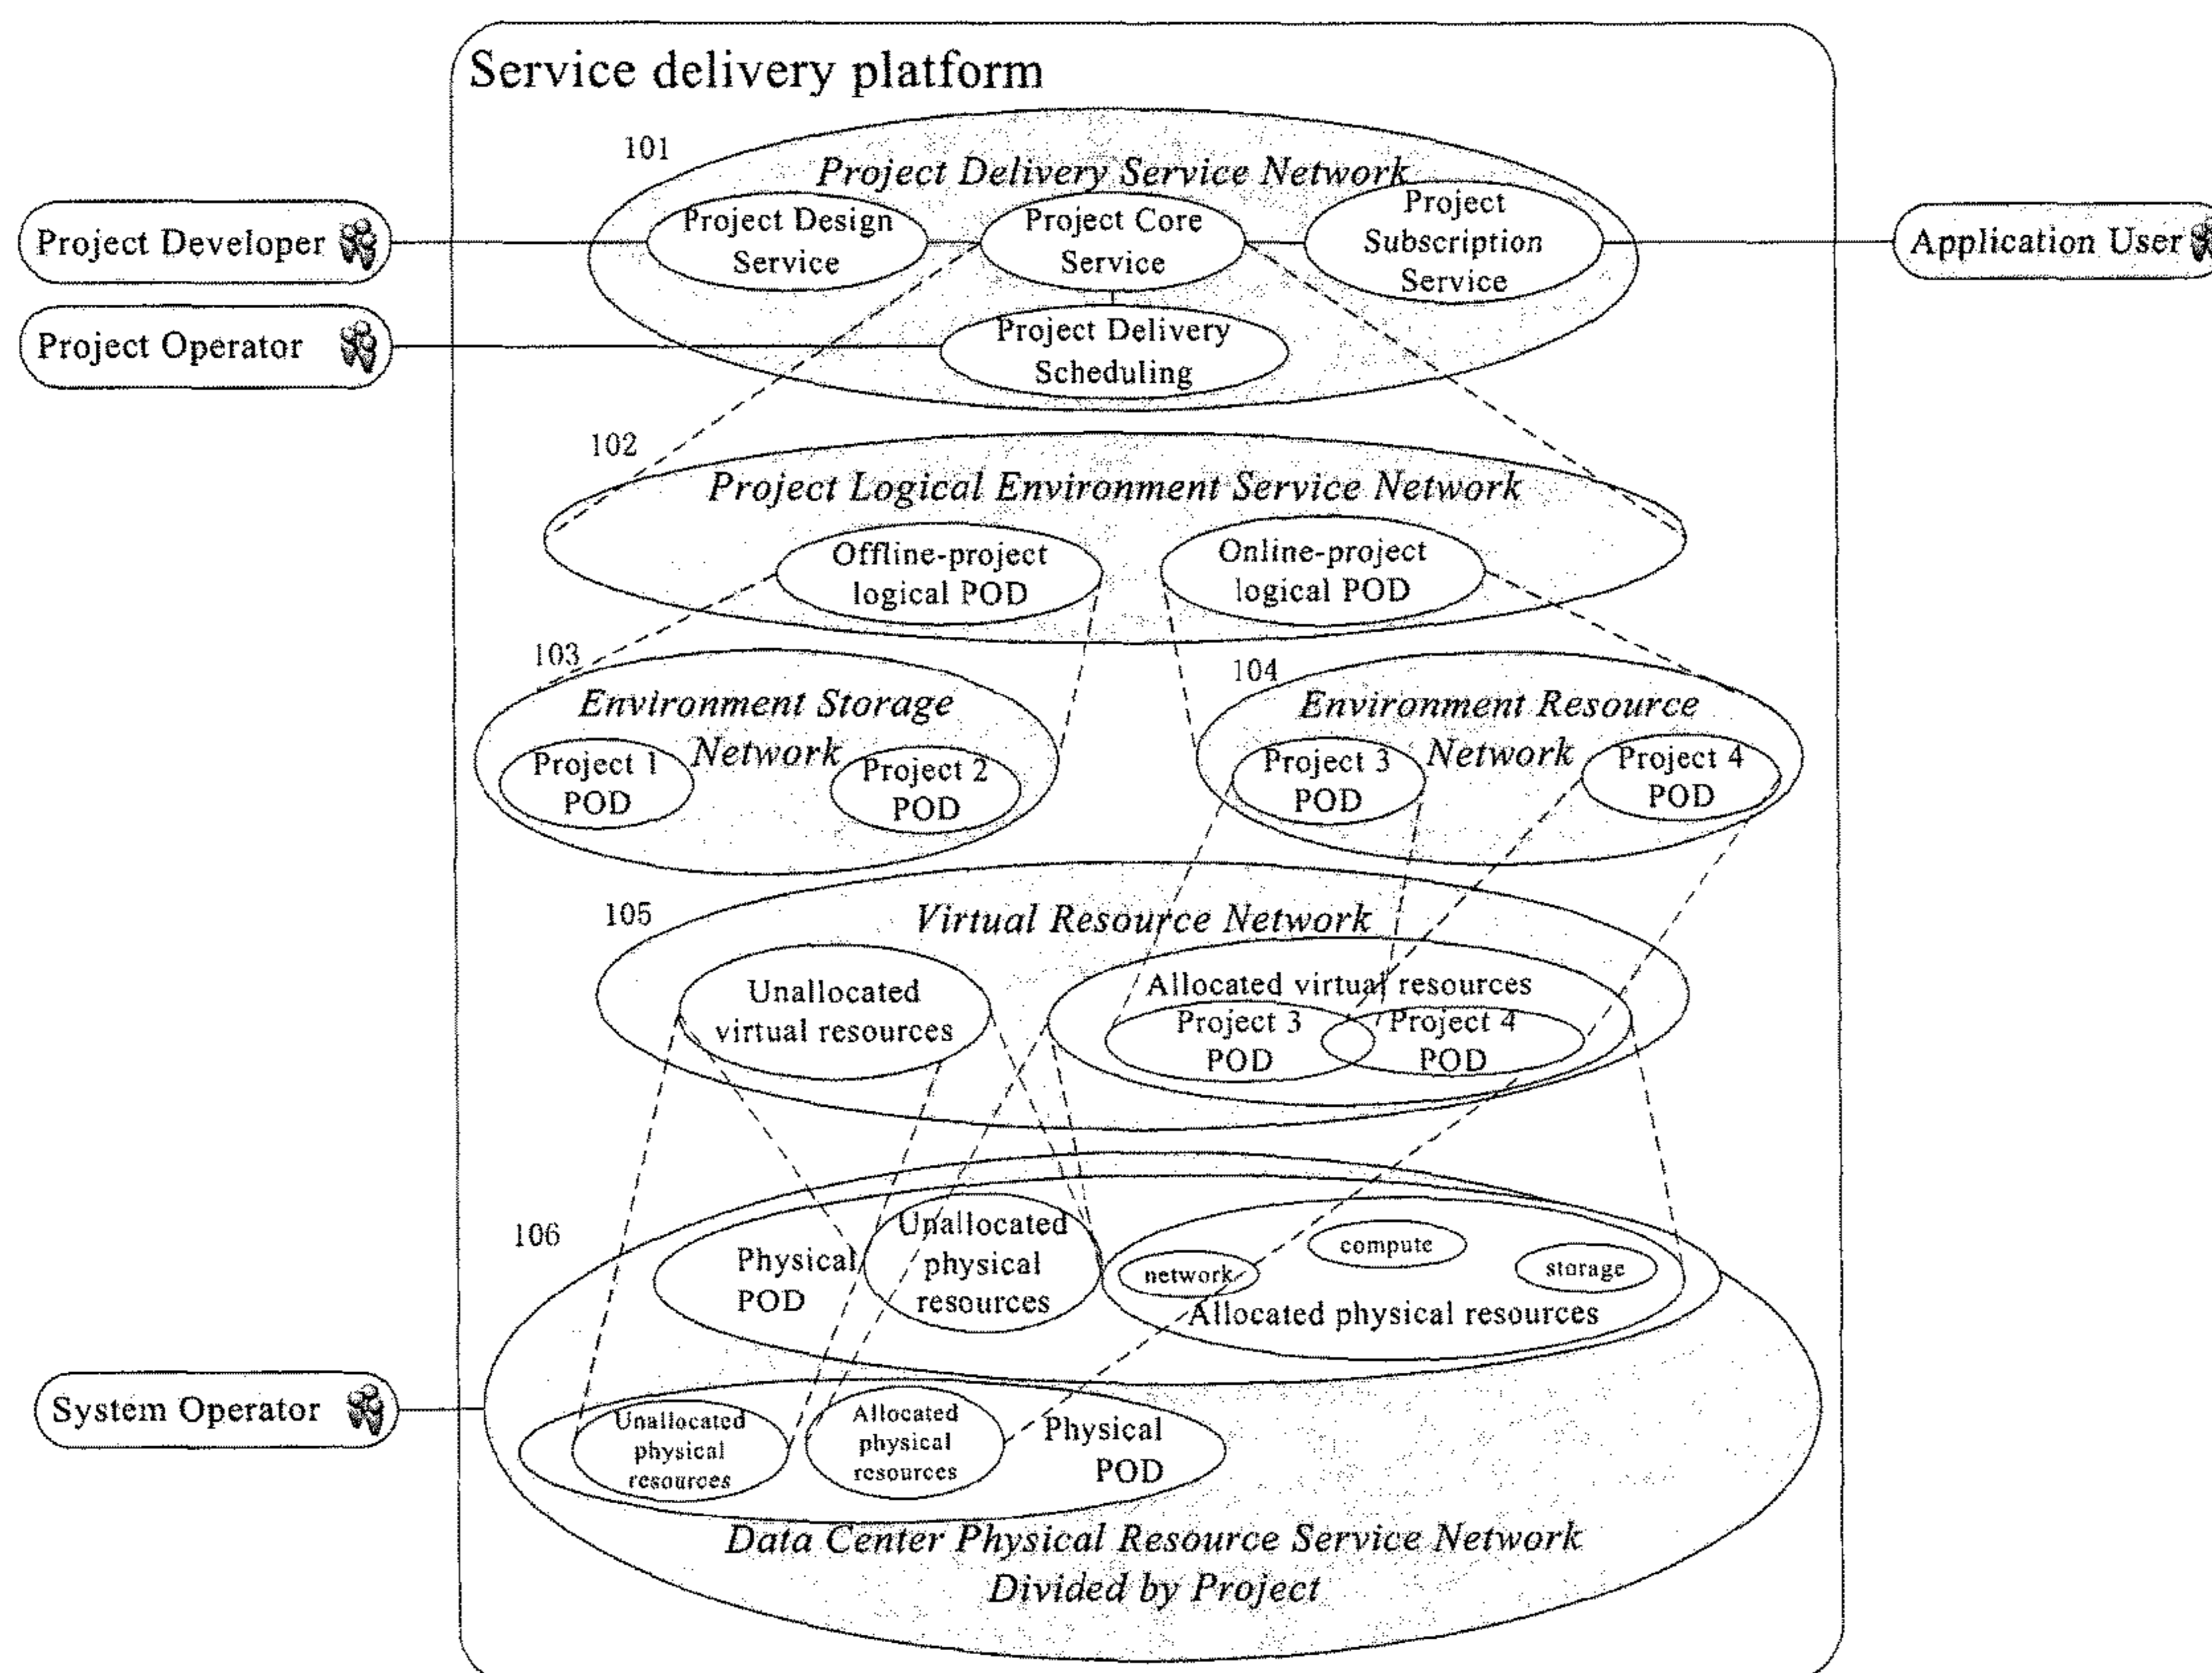 Service delivery platform
101
Project Delivery Service Network
Project Developer
Project Design
Service
Project Core
Service
Project
Subscription
Service
Application User
Project Operator
Project Delivery
Scheduling
102
Project Logical Environment Service Network
Offline-project
logical POD
Online-project
logical POD
103
Environment Storage
Network
Project 1
POD
Project 2
POD
104
Environment Resource
Network
Project 3
POD
Project 4
POD
105
Virtual Resource Network
Unallocated
virtual resources
Allocated virtual resources
Project 3
POD
Project 4
POD
106
Physical
POD
Unallocated
physical
resources
network
compute
storage
Allocated physical resources
System Operator
Unallocated
physical
resources
Allocated
physical
resources
Physical
POD
Data Center Physical Resource Service Network
Divided by Project